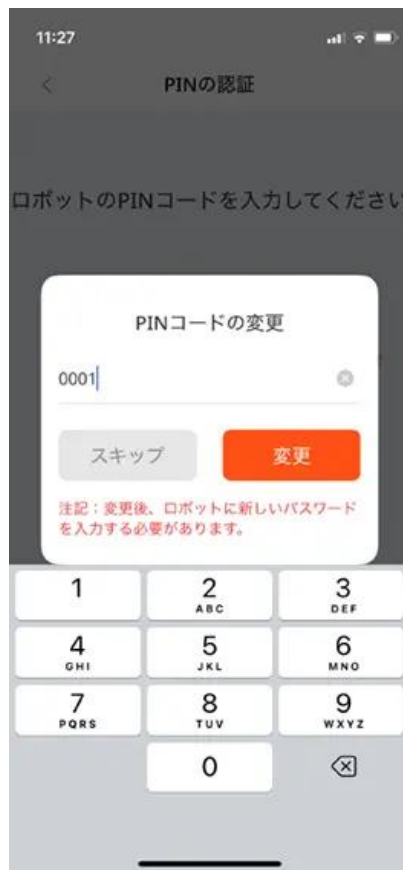 11:27
PINの認証
ロボットのPINコードを入力してください
PINコードの変更
0001
スキップ
変更
注記：変更後、ロボットに新しいパスワード
を入力する必要があります。
1
2
ABC
3
DEF
4
GHI
5
JKL
6
MNO
7
PQRS
8
TUV
9
WXYZ
0